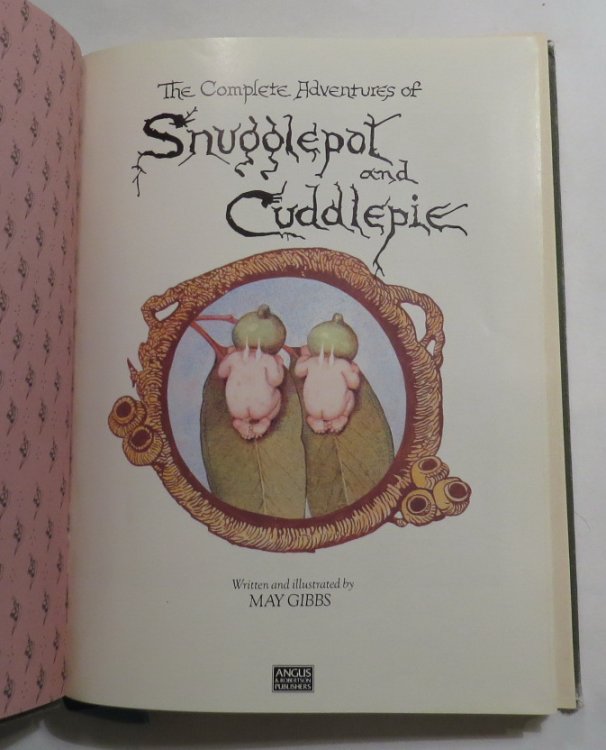 The Complete Adventures of
Snugglepot
and
Cuddlepie
Written and illustrated by
MAY GIBBS
ANGUS
& ROBERTSON
PUBLISHERS